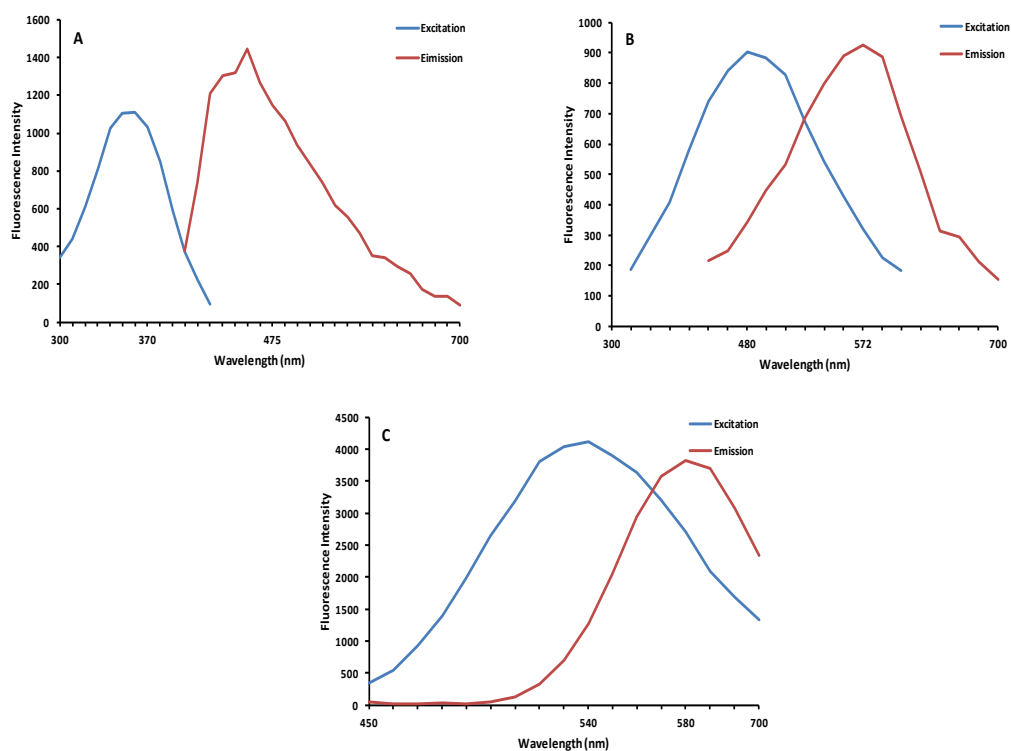 A
Excitation
Eimission
Fluorescence Intensity
1600
1400
1200
1000
800
600
400
200
0
300 370 475 700
Wavelength (nm)
B
Excitation
Emission
Fluorescence Intensity
1000
900
800
700
600
500
400
300
200
100
0
300 480 572 700
Wavelength (nm)
C
Excitation
Emission
Fluorescence Intensity
4500
4000
3500
3000
2500
2000
1500
1000
500
0
450 540 580 700
Wavelength (nm)